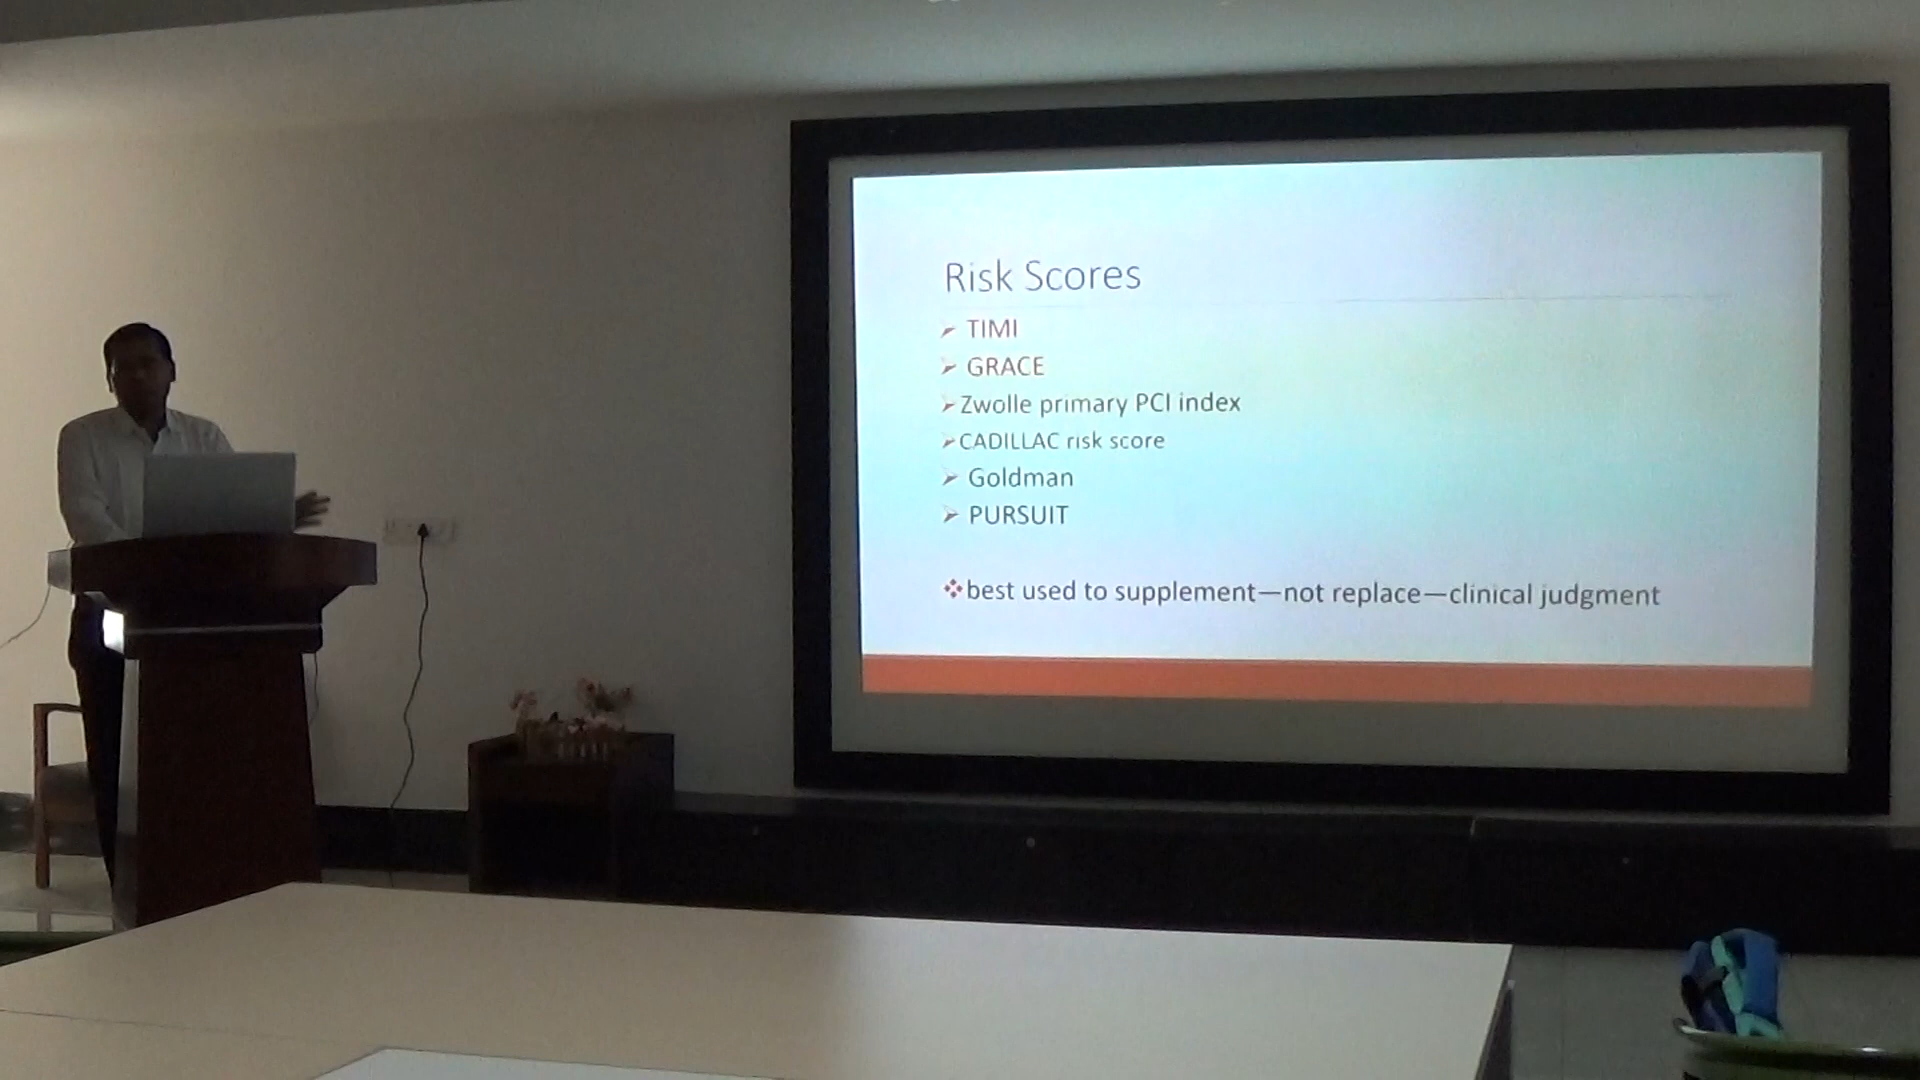 Risk Scores
➢ TIMI
➢ GRACE
➢Zwolle primary PCI index
➢CADILLAC risk score
➢ Goldman
➢ PURSUIT
❖best used to supplement—not replace—clinical judgment